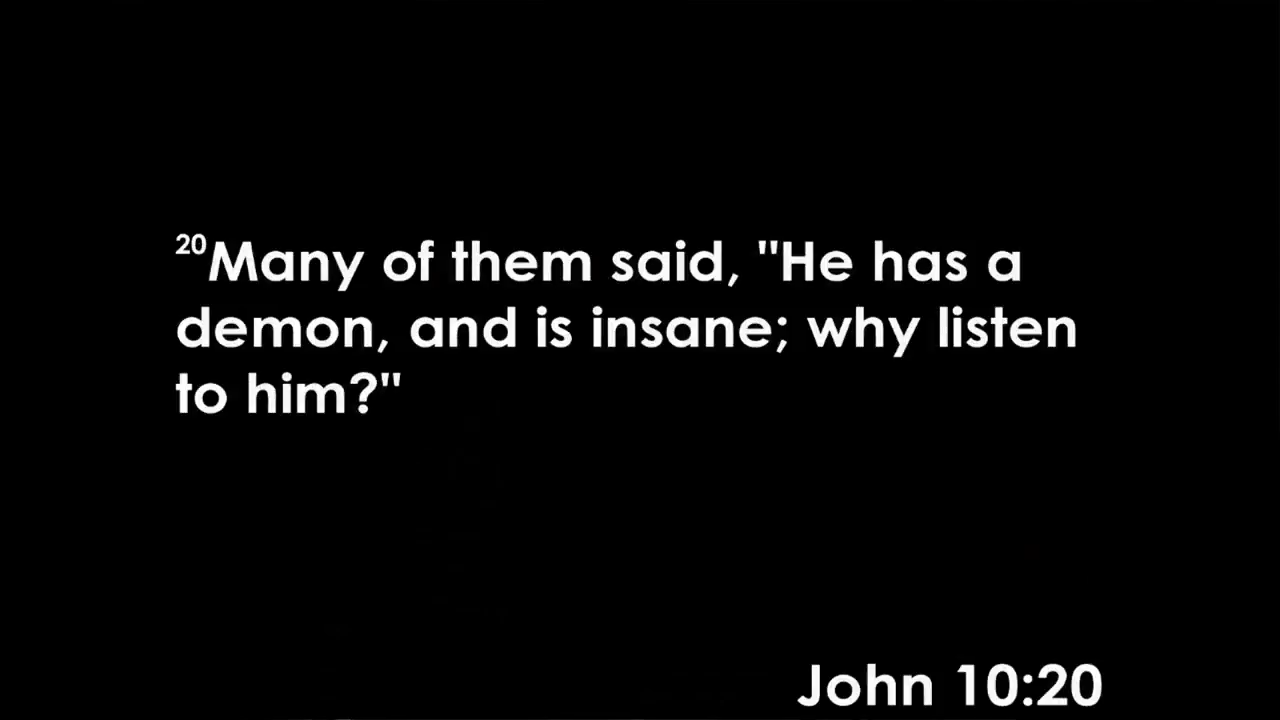 20Many of them said, "He has a
demon, and is insane; why listen
to him?"
John 10:20